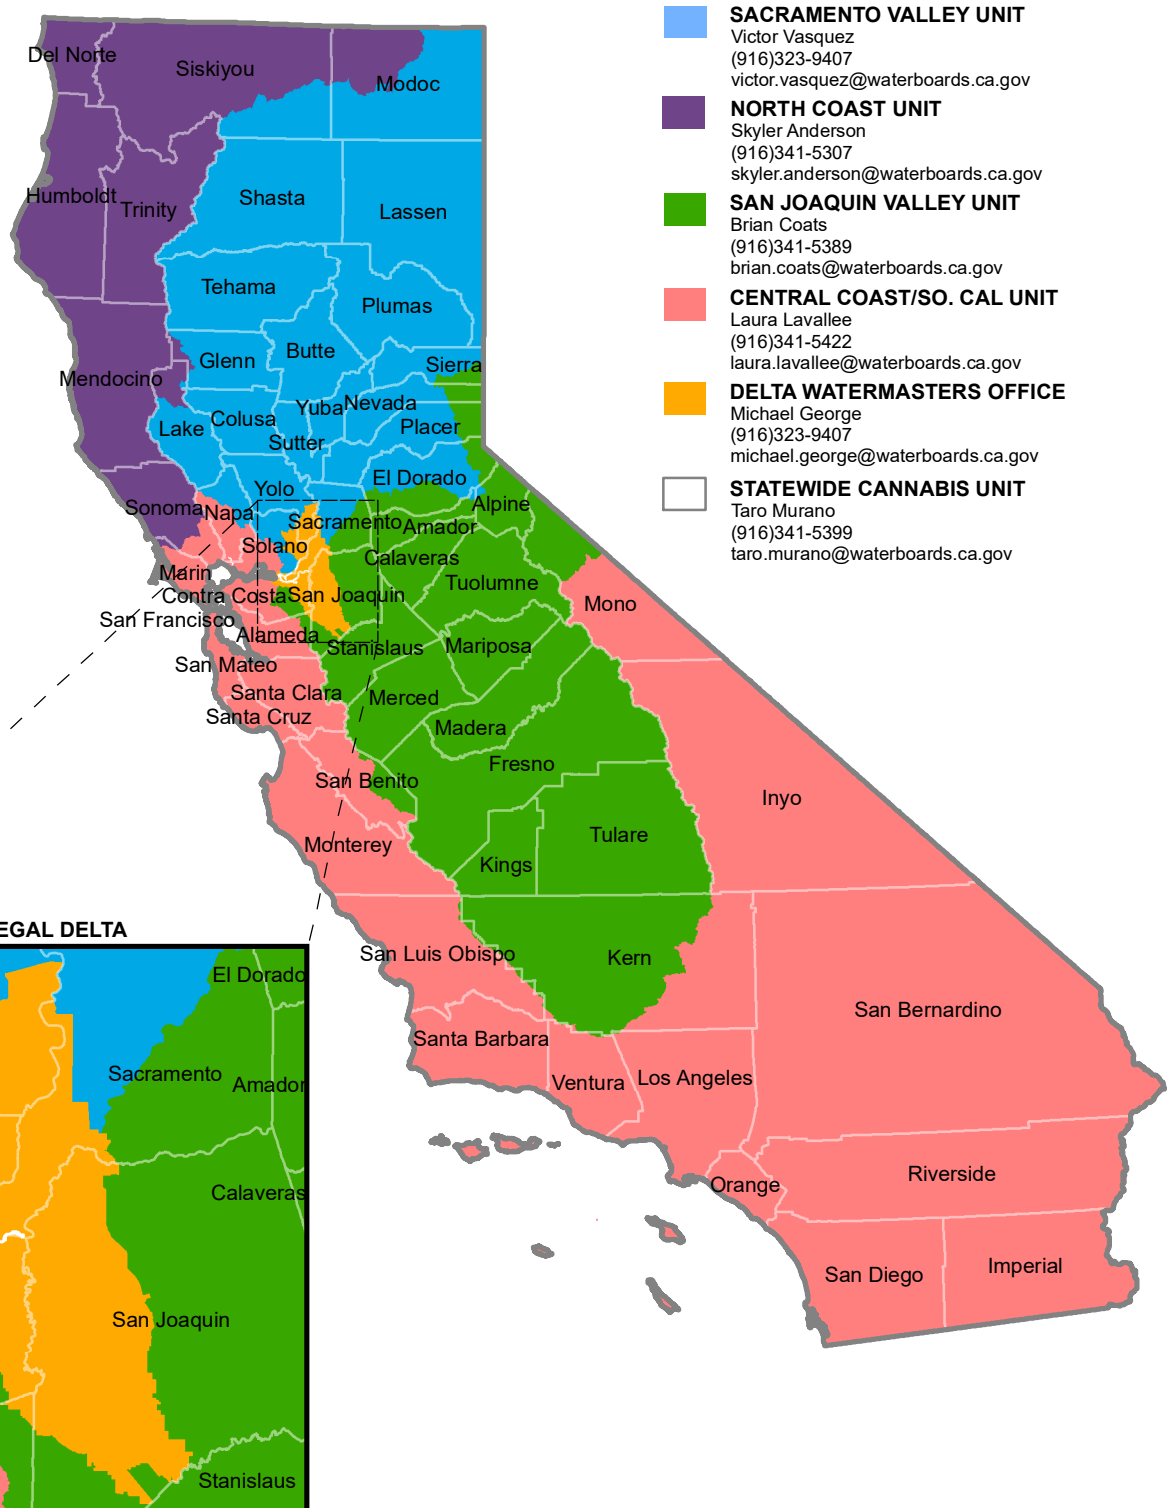 SACRAMENTO VALLEY UNIT
Victor Vasquez
(916)323-9407
victor.vasquez@waterboards.ca.gov
NORTH COAST UNIT
Skyler Anderson
(916)341-5307
skyler.anderson@waterboards.ca.gov
SAN JOAQUIN VALLEY UNIT
Brian Coats
(916)341-5389
brian.coats@waterboards.ca.gov
CENTRAL COAST/SO. CAL UNIT
Laura Lavallee
(916)341-5422
laura.lavallee@waterboards.ca.gov
DELTA WATERMASTERS OFFICE
Michael George
(916)323-9407
michael.george@waterboards.ca.gov
STATEWIDE CANNABIS UNIT
Taro Murano
(916)341-5399
taro.murano@waterboards.ca.gov
Del Norte
Siskiyou
Modoc
Humboldt
Trinity
Shasta
Lassen
Tehama
Plumas
Glenn
Butte
Sierra
Mendocino
Lake
Colusa
Yuba
Nevada
Sutter
Placer
Yolo
El Dorado
Sonoma
Napa
Sacramento
Alpine
Amador
Solano
Calaveras
Marin
Contra Costa
San Joaquin
Tuolumne
Mono
San Francisco
Alameda
Stanislaus
Mariposa
San Mateo
Santa Clara
Merced
Santa Cruz
Madera
Fresno
San Benito
Inyo
Monterey
Kings
Tulare
San Luis Obispo
Kern
San Bernardino
Santa Barbara
Ventura
Los Angeles
Orange
Riverside
San Diego
Imperial
EGAL DELTA
El Dorado
Sacramento
Amador
Calaveras
San Joaquin
Stanislaus